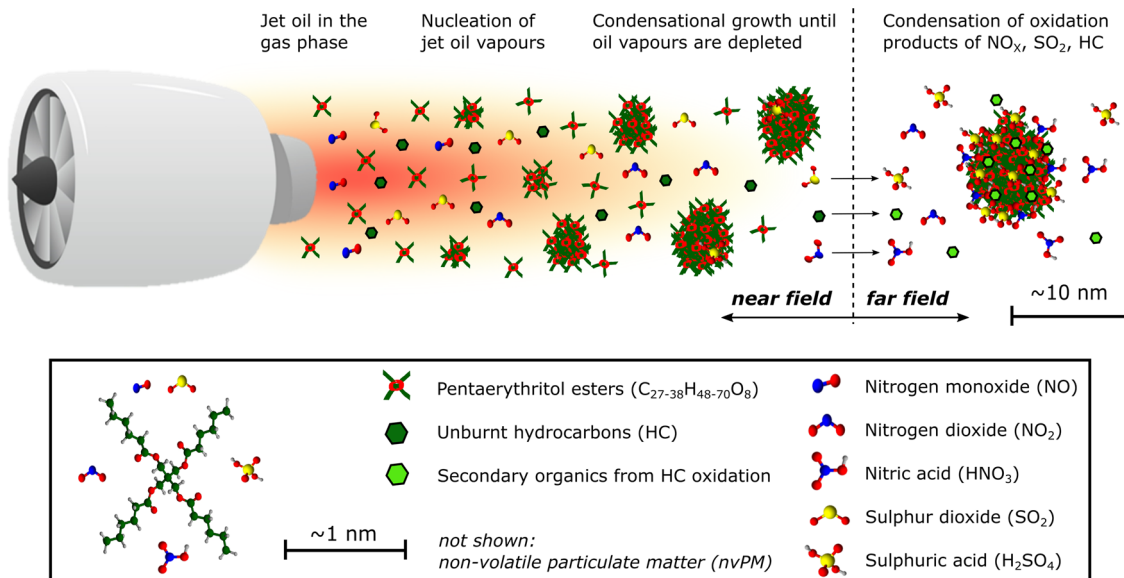 Jet oil in the
gas phase
Nucleation of
jet oil vapours
Condensational growth until
oil vapours are depleted
Condensation of oxidation
products of NOₓ, SO₂, HC
near field
far field
~10 nm
~1 nm
Pentaerythritol esters (C₂₇₋₃₈H₄₈₋₇₀O₈)
Unburnt hydrocarbons (HC)
Secondary organics from HC oxidation
not shown:
non-volatile particulate matter (nvPM)
Nitrogen monoxide (NO)
Nitrogen dioxide (NO₂)
Nitric acid (HNO₃)
Sulphur dioxide (SO₂)
Sulphuric acid (H₂SO₄)